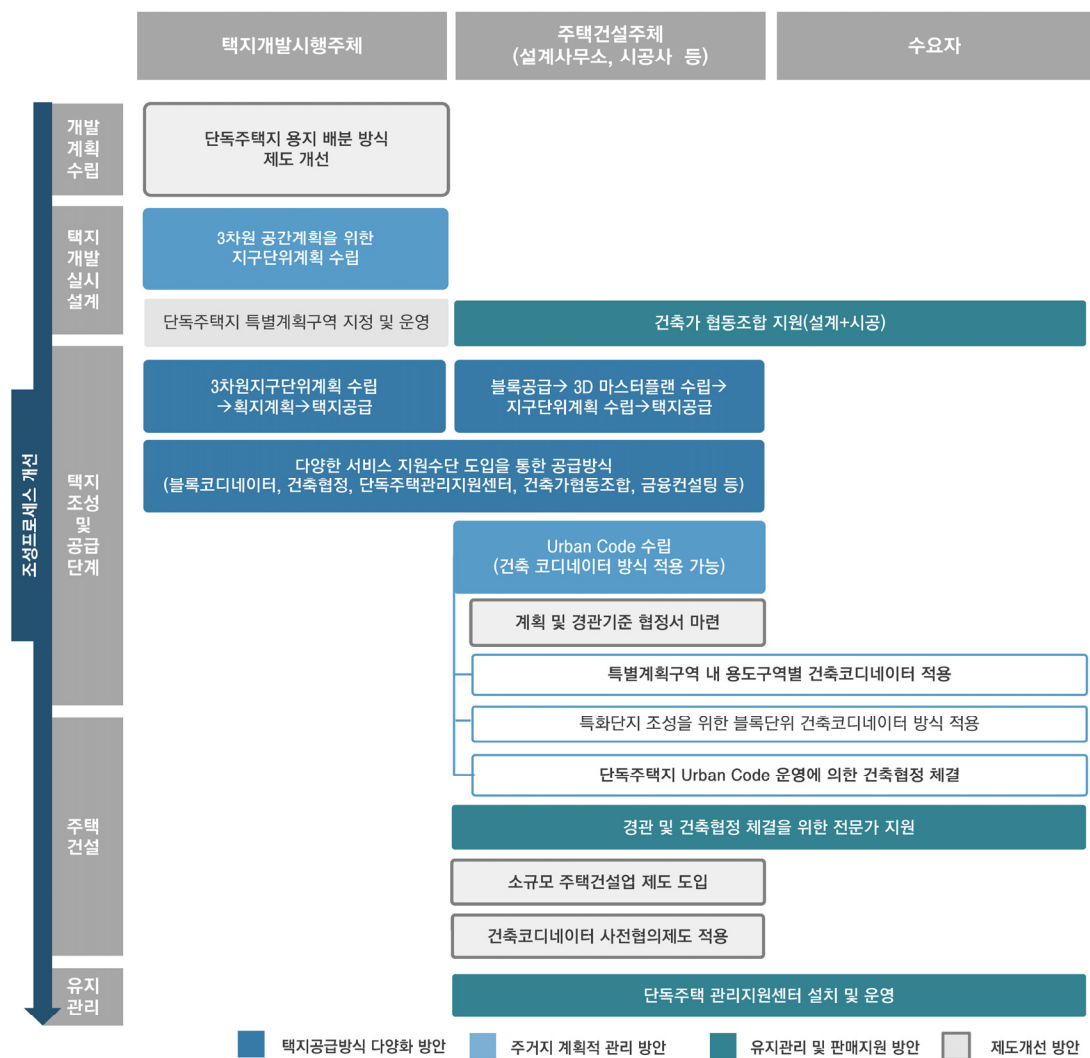 택지개발시행주체
주택건설주체
(설계사무소, 시공사 등)
수요자
조성프로세스 개선
개발
계획
수립
단독주택지 용지 배분 방식
제도 개선
택지
개발
실시
설계
3차원 공간계획을 위한
지구단위계획 수립
단독주택지 특별계획구역 지정 및 운영
건축가 협동조합 지원(설계+시공)
택지
조성
및
공급
단계
3차원지구단위계획 수립
→획지계획→택지공급
블록공급→ 3D 마스터플랜 수립→
지구단위계획 수립→택지공급
다양한 서비스 지원수단 도입을 통한 공급방식
(블록코디네이터, 건축협정, 단독주택관리지원센터, 건축가협동조합, 금융컨설팅 등)
Urban Code 수립
(건축 코디네이터 방식 적용 가능)
계획 및 경관기준 협정서 마련
특별계획구역 내 용도구역별 건축코디네이터 적용
특화단지 조성을 위한 블록단위 건축코디네이터 방식 적용
단독주택지 Urban Code 운영에 의한 건축협정 체결
주택
건설
경관 및 건축협정 체결을 위한 전문가 지원
소규모 주택건설업 제도 도입
건축코디네이터 사전협의제도 적용
유지
관리
단독주택 관리지원센터 설치 및 운영
택지공급방식 다양화 방안
주거지 계획적 관리 방안
유지관리 및 판매지원 방안
제도개선 방안